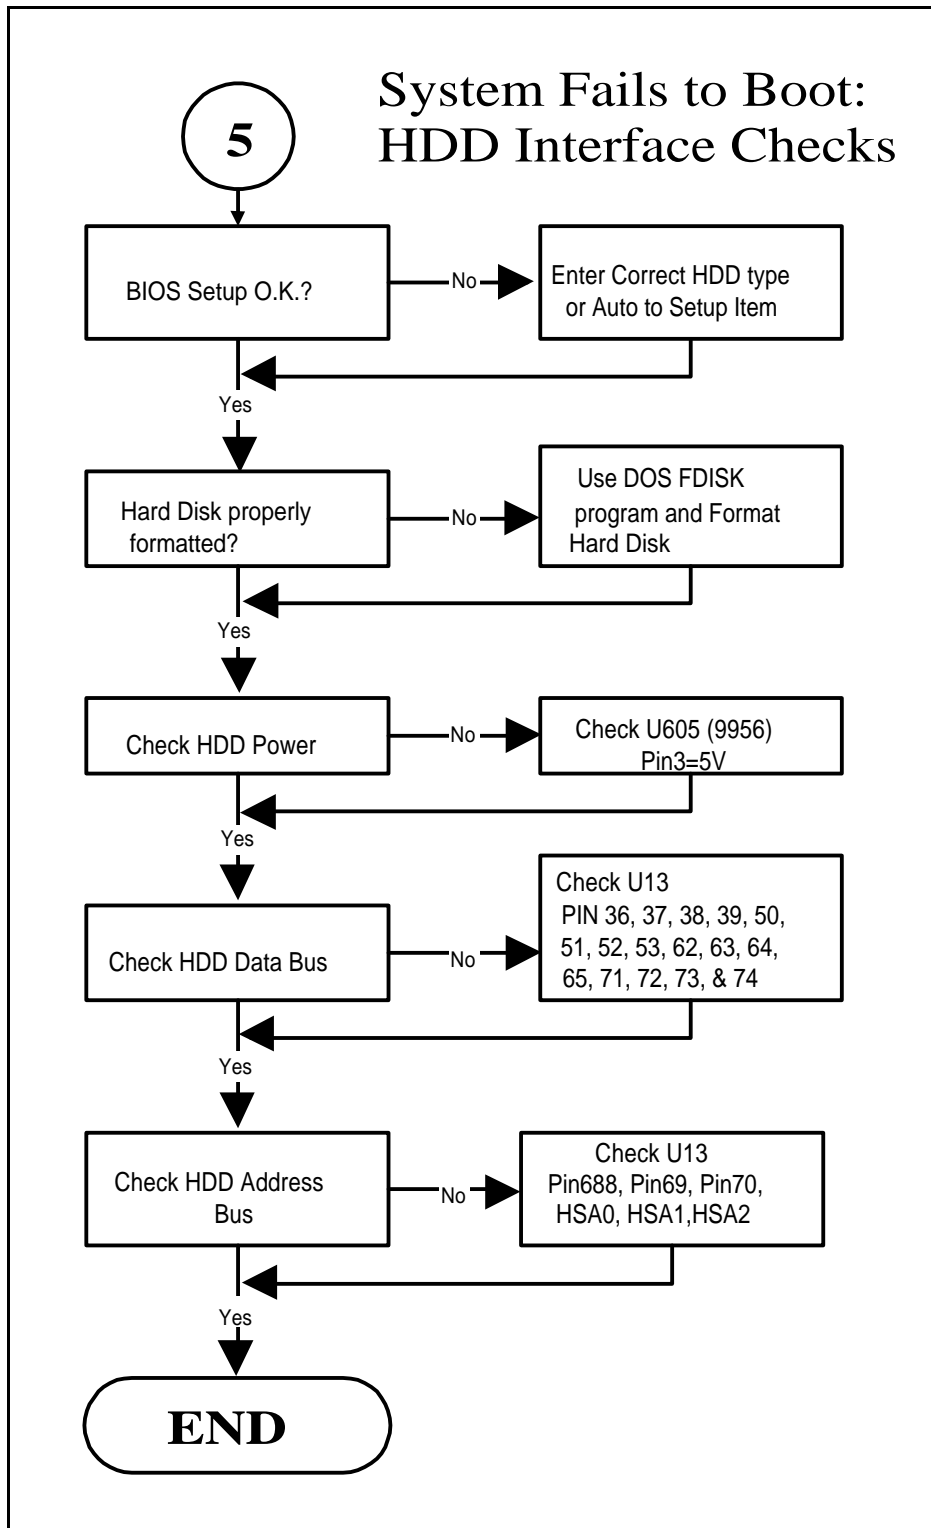 System Fails to Boot:
HDD Interface Checks
5
BIOS Setup O.K.?
No
Enter Correct HDD type
or Auto to Setup Item
Yes
Hard Disk properly
formatted?
No
Use DOS FDISK
program and Format
Hard Disk
Yes
Check HDD Power
No
Check U605 (9956)
Pin3=5V
Yes
Check HDD Data Bus
No
Check U13
PIN 36, 37, 38, 39, 50,
51, 52, 53, 62, 63, 64,
65, 71, 72, 73, & 74
Yes
Check HDD Address
Bus
No
Check U13
Pin688, Pin69, Pin70,
HSA0, HSA1,HSA2
Yes
END